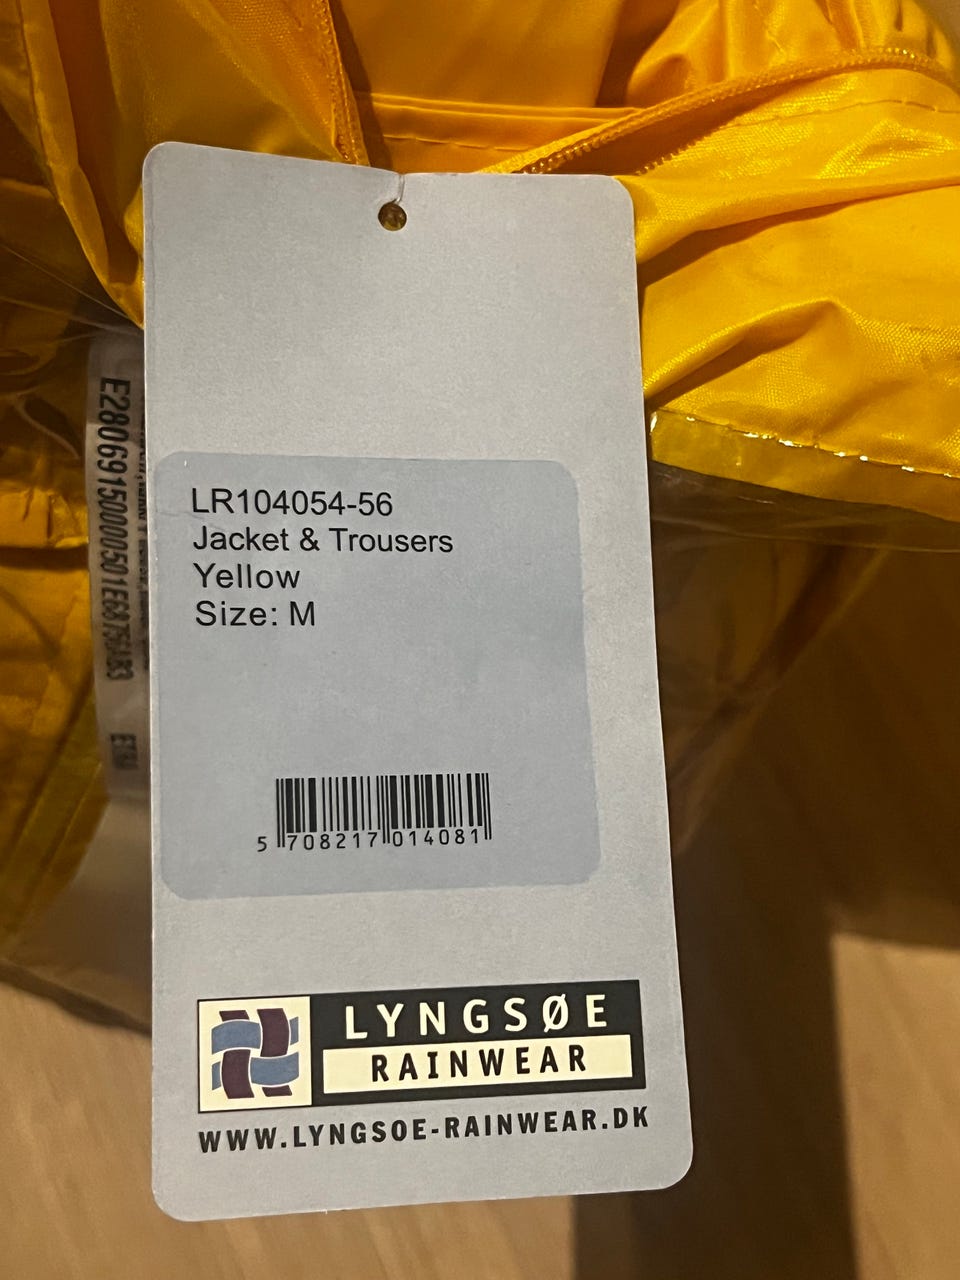 LR104054-56
Jacket & Trousers
Yellow
Size: M
5 708217 014081
LYNGSØE
RAINWEAR
WWW.LYNGSOE-RAINWEAR.DK